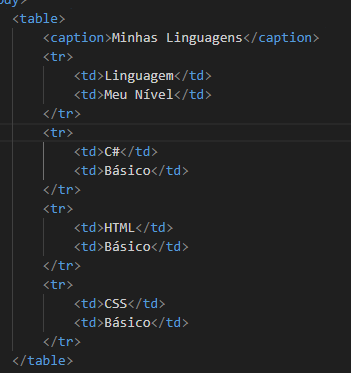 ody>
<table>
<caption>Minhas Linguagens</caption>
<tr>
<td>Linguagem</td>
<td>Meu Nível</td>
</tr>
<tr>
<td>C#</td>
<td>Básico</td>
</tr>
<tr>
<td>HTML</td>
<td>Básico</td>
</tr>
<tr>
<td>CSS</td>
<td>Básico</td>
</tr>
</table>